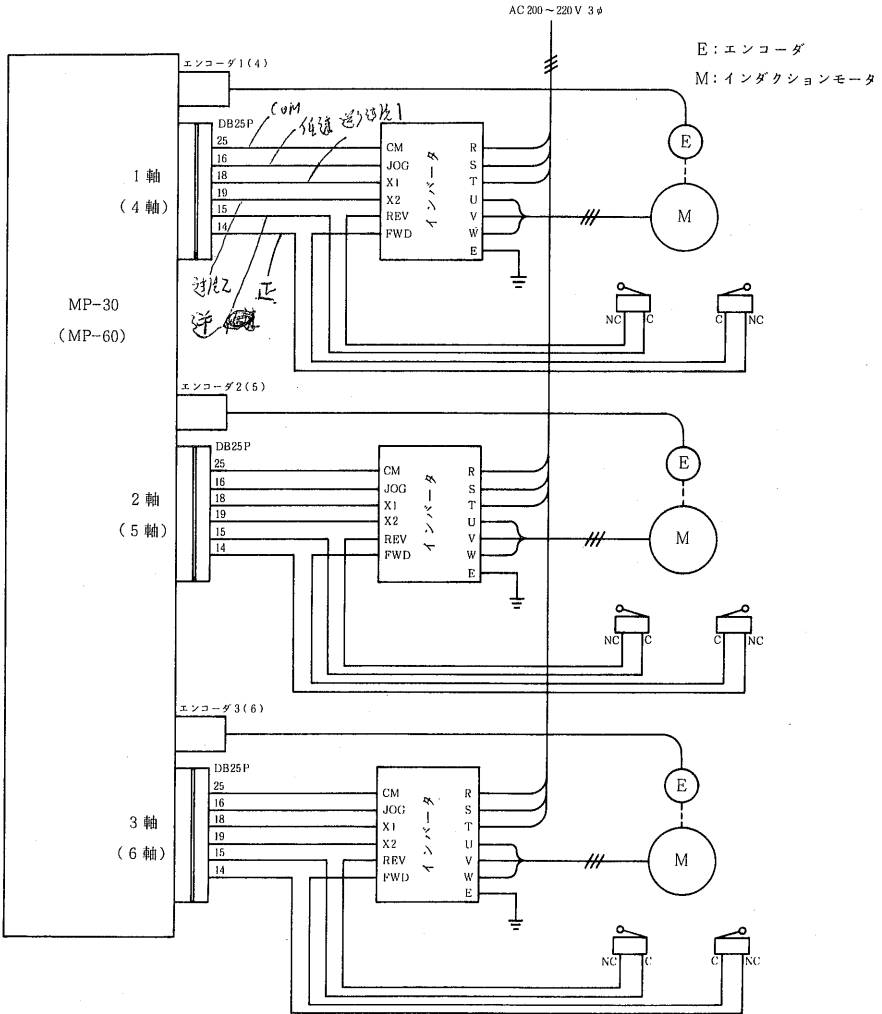 AC 200～220V 3φ
E：エンコーダ
M：インダクションモータ
MP-30
(MP-60)
エンコーダ1(4)
DB25P
1 軸
(4 軸)
25
16
18
19
15
14
COM
低速
CM
JOG
X1
X2
REV
FWD
インバータ
R
S
T
U
V
W
E
E
M
NC C
C NC
逆
正
エンコーダ2(5)
DB25P
2 軸
(5 軸)
25
16
18
19
15
14
CM
JOG
X1
X2
REV
FWD
インバータ
R
S
T
U
V
W
E
E
M
NC C
C NC
エンコーダ3(6)
DB25P
3 軸
(6 軸)
25
16
18
19
15
14
CM
JOG
X1
X2
REV
FWD
インバータ
R
S
T
U
V
W
E
E
M
NC C
C NC